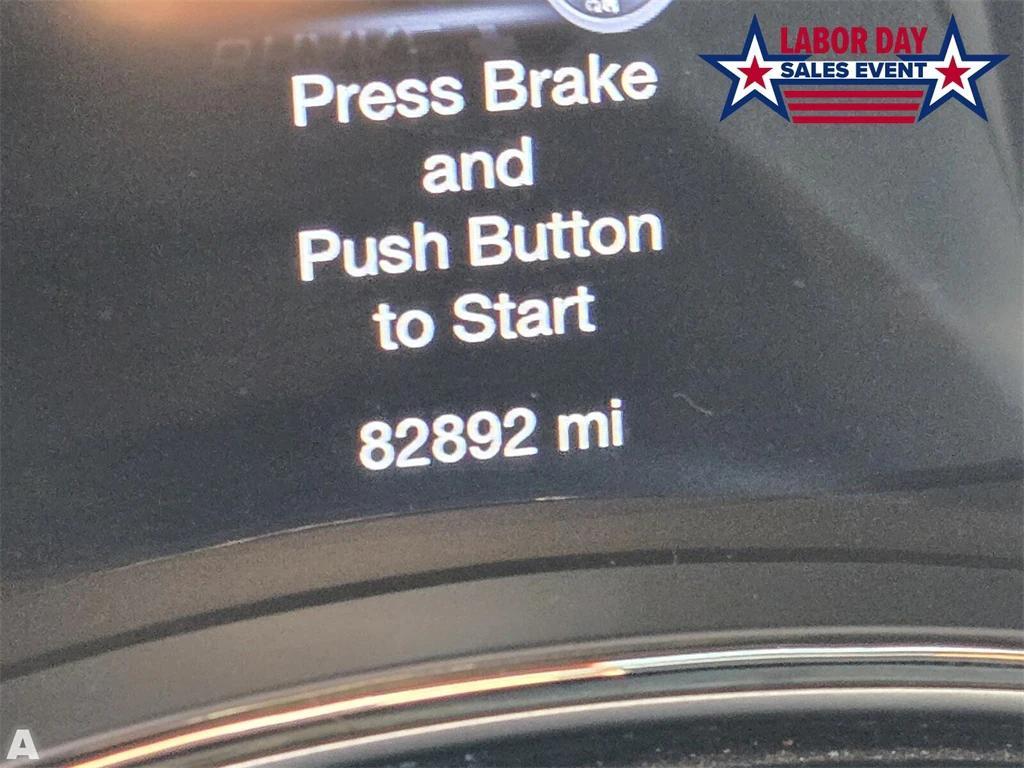 LABOR DAY
SALES EVENT
Press Brake
and
Push Button
to Start
82892 mi
A